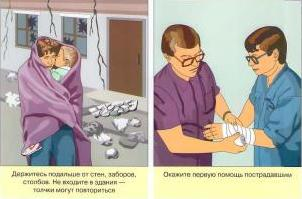 Держитесь подальше от стен, заборов,
столбов. Не входите в здания —
толчки могут повториться
Окажите первую помощь пострадавшим